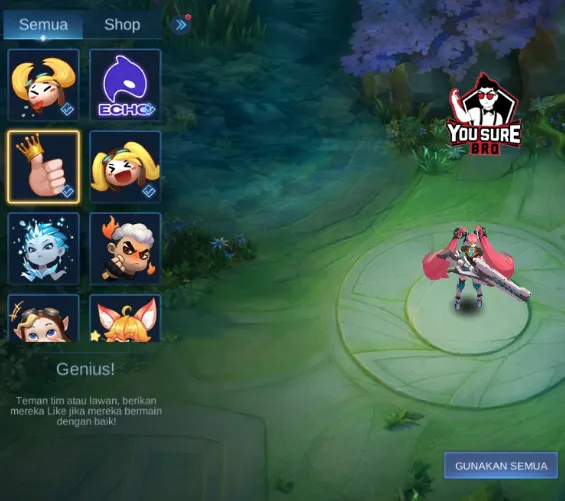 Semua
Shop
ECHO
YOU SURE
BRO
Genius!
Teman tim atau lawan, berikan
mereka Like jika mereka bermain
dengan baik!
GUNAKAN SEMUA